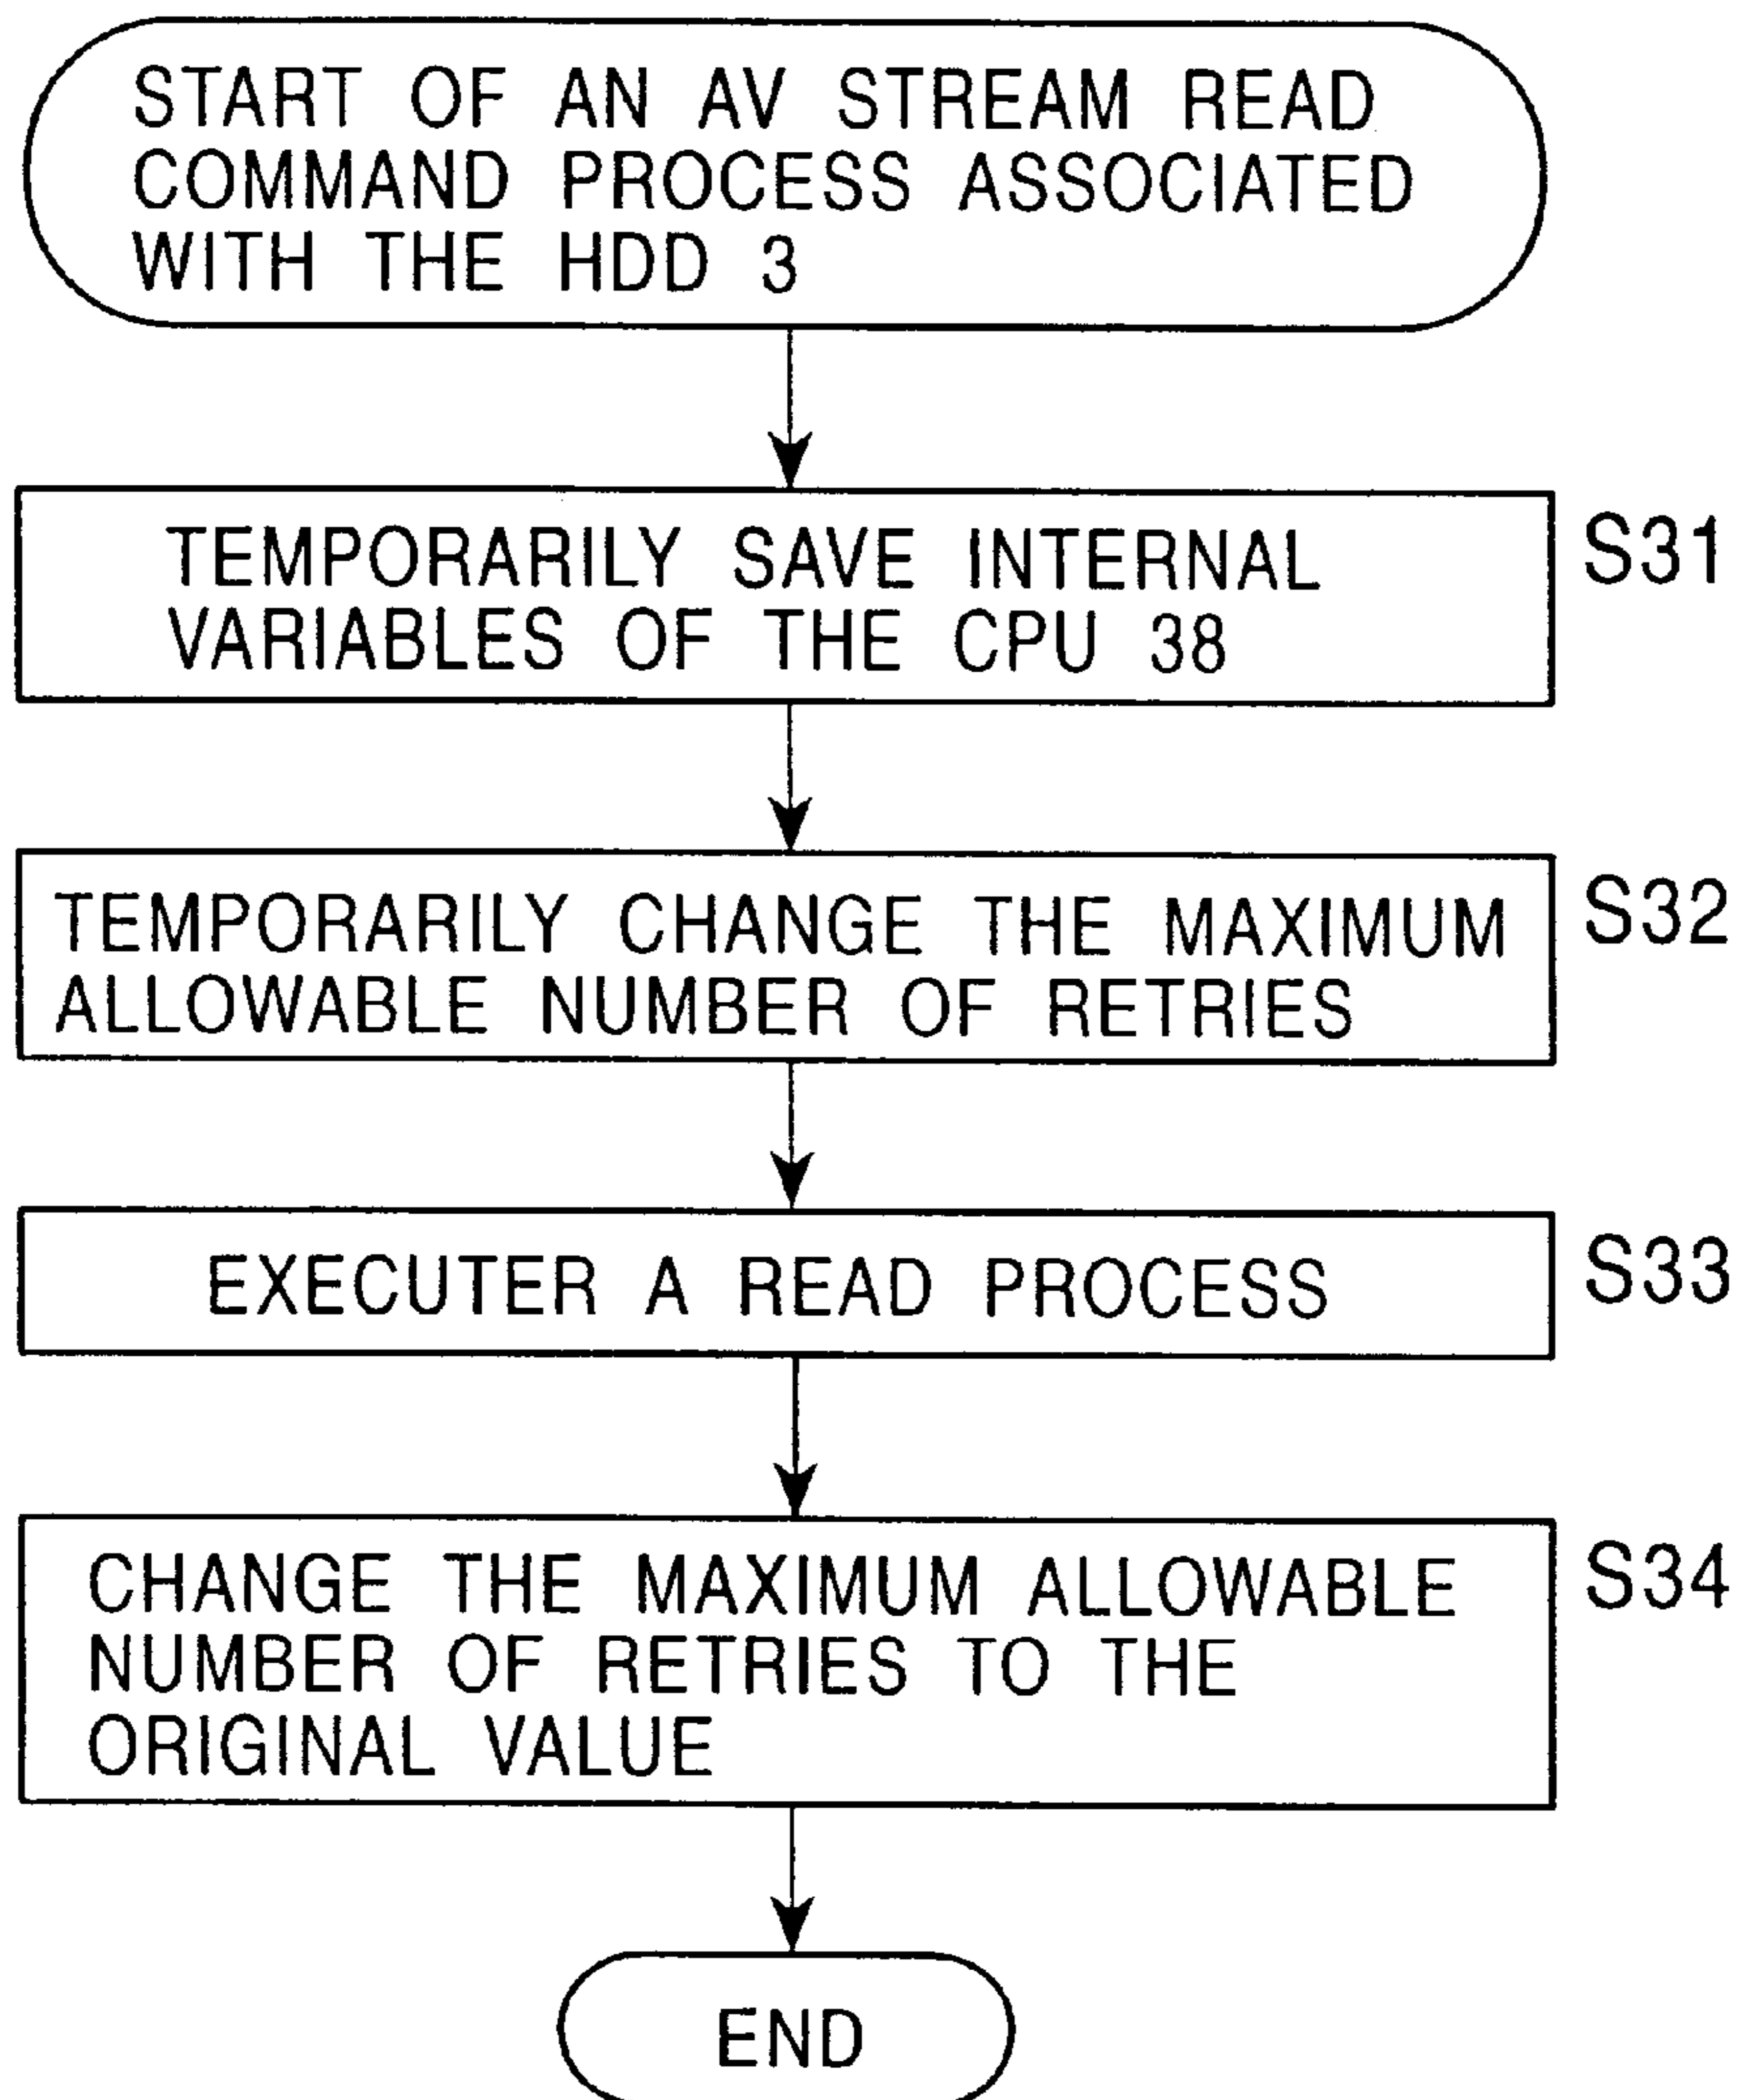 START OF AN AV STREAM READ
COMMAND PROCESS ASSOCIATED
WITH THE HDD 3
TEMPORARILY SAVE INTERNAL
VARIABLES OF THE CPU 38
S31
TEMPORARILY CHANGE THE MAXIMUM
ALLOWABLE NUMBER OF RETRIES
S32
EXECUTER A READ PROCESS
S33
CHANGE THE MAXIMUM ALLOWABLE
NUMBER OF RETRIES TO THE
ORIGINAL VALUE
S34
END